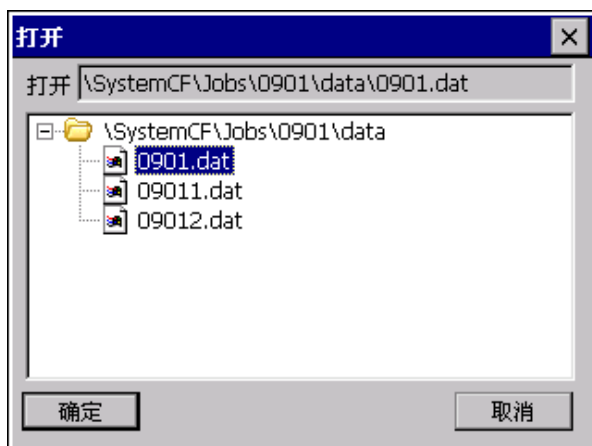 打开
打开 \SystemCF\Jobs\0901\data\0901.dat
\SystemCF\Jobs\0901\data
0901.dat
09011.dat
09012.dat
确定 取消